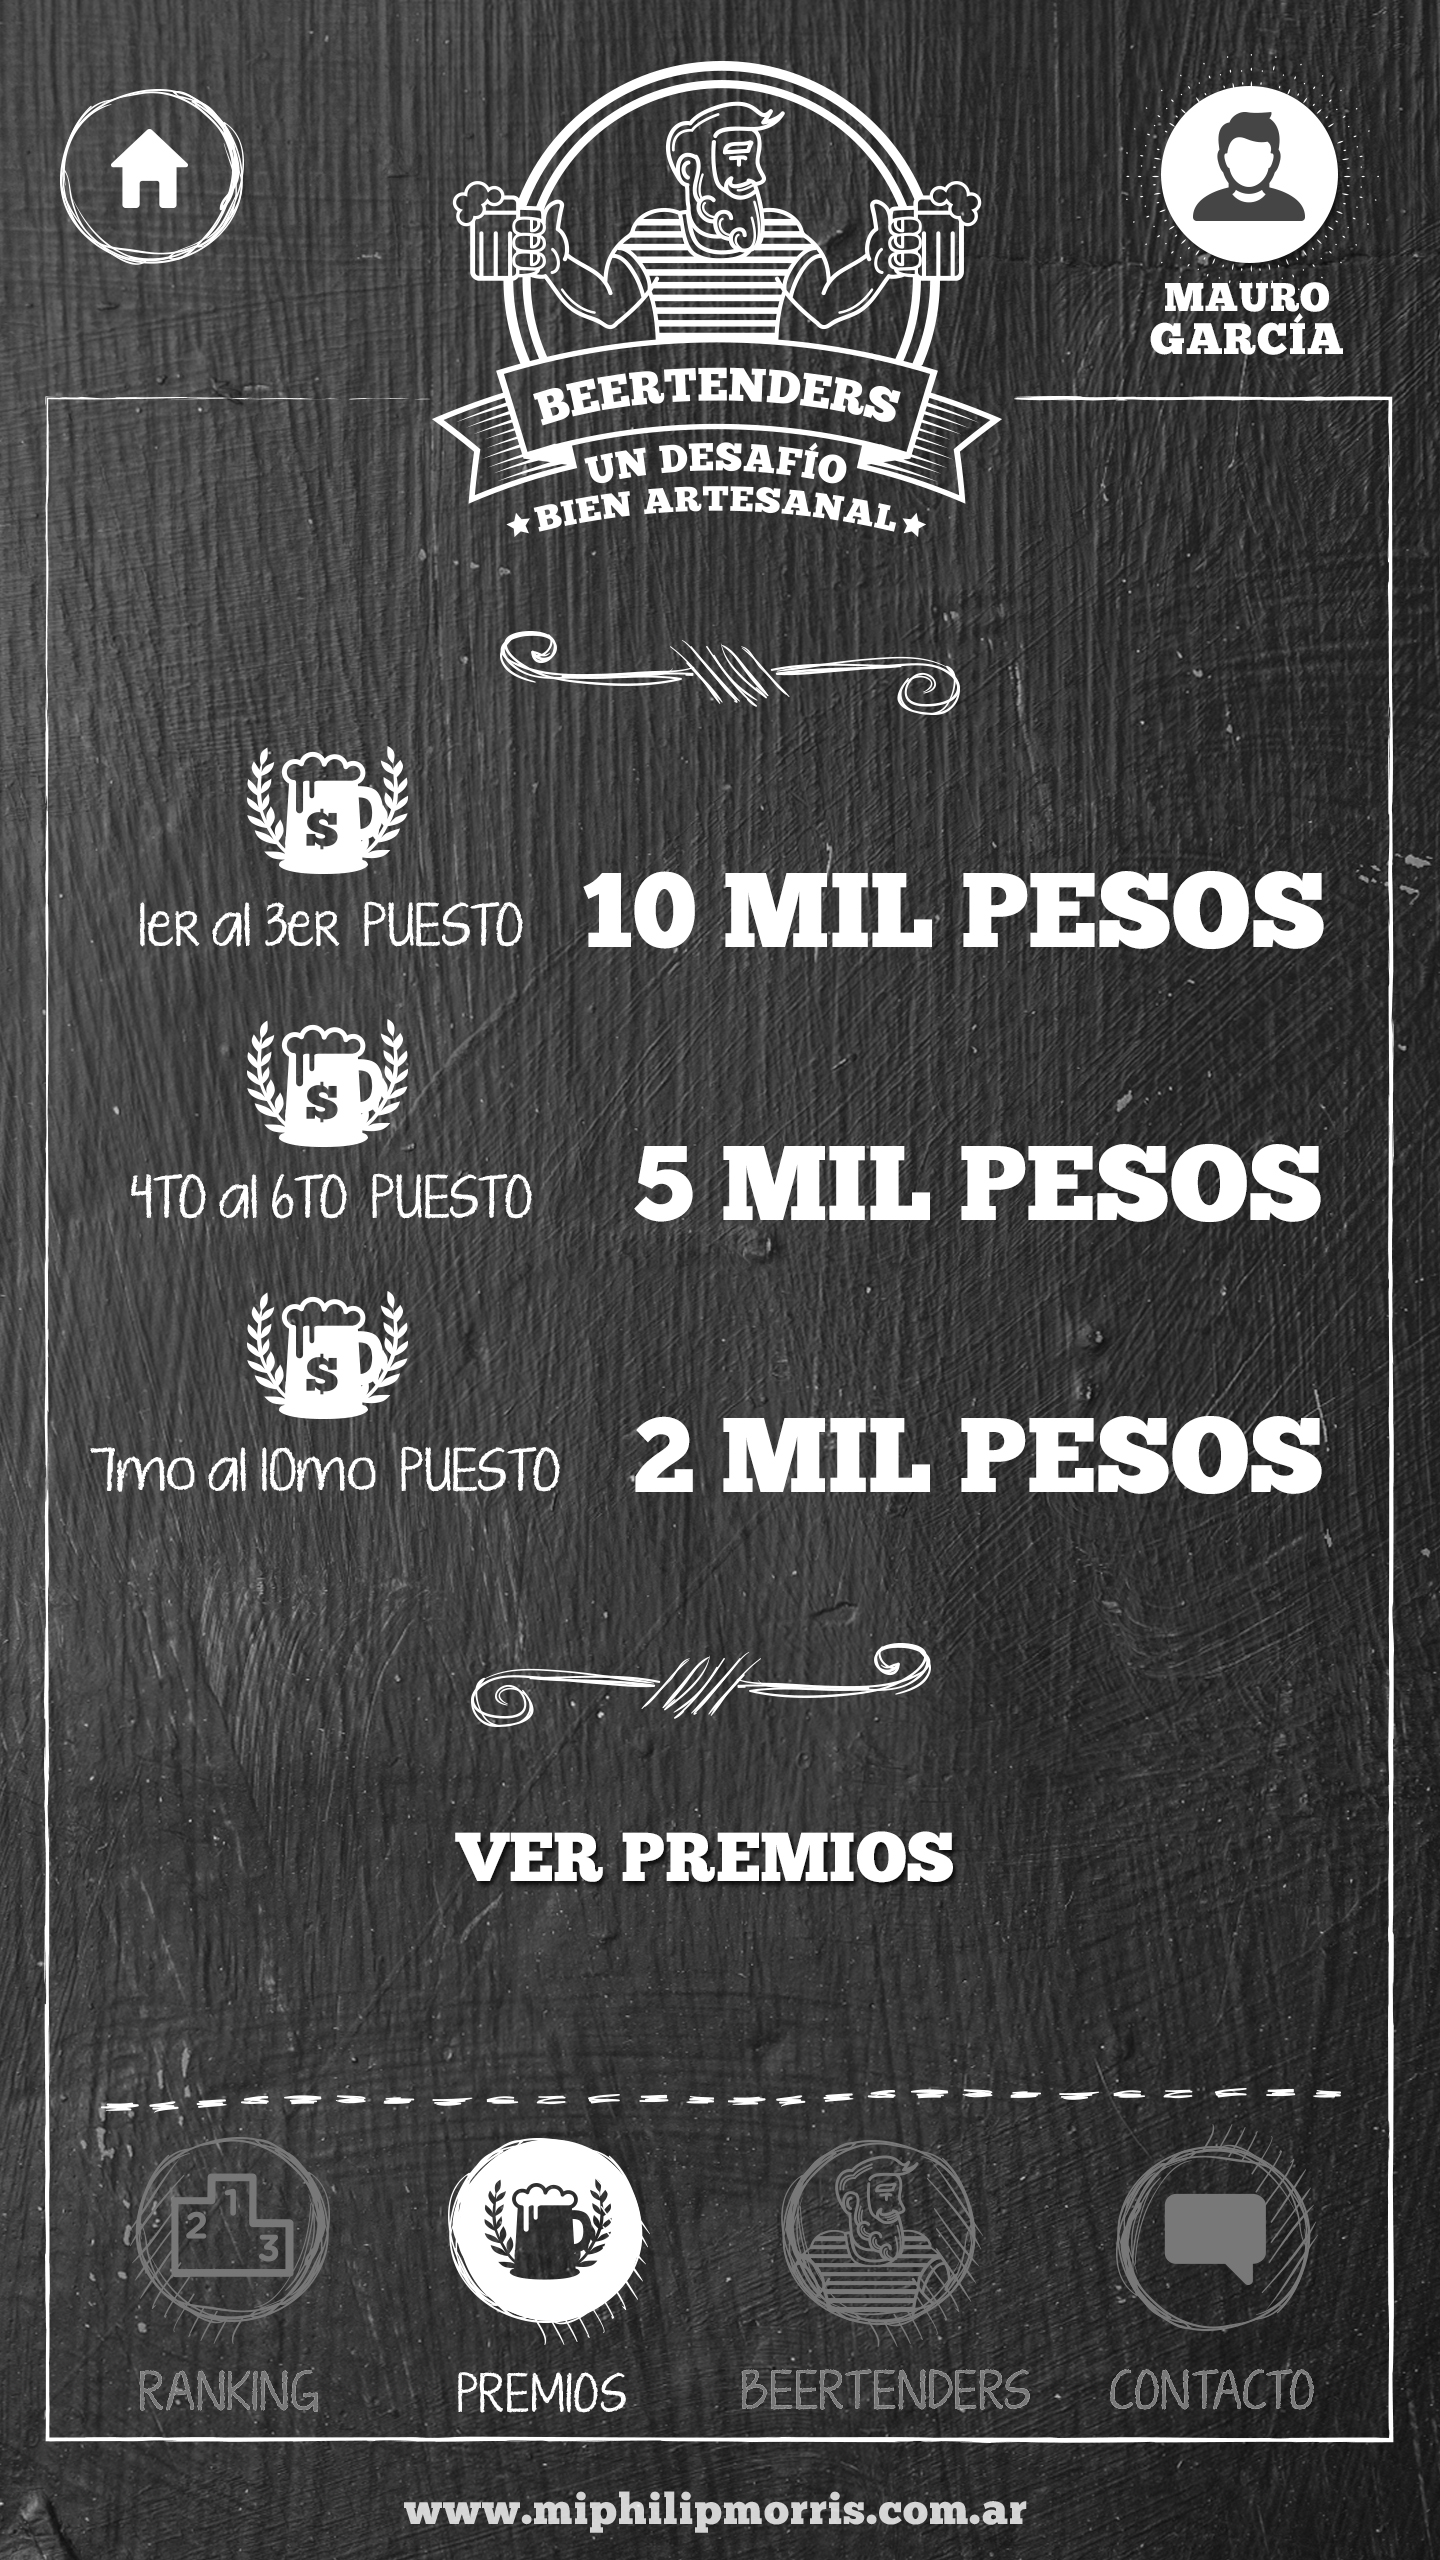 MAURO
GARCÍA
BEERTENDERS
UN DESAFÍO
BIEN ARTESANAL
$
1eR al 3eR PUESTO
10 MIL PESOS
$
4TO al 6TO PUESTO
5 MIL PESOS
$
7mo al 10mo PUESTO
2 MIL PESOS
VER PREMIOS
1
2
3
RANKING
PREMIOS
BEERTENDERS
CONTACTO
www.miphilipmorris.com.ar